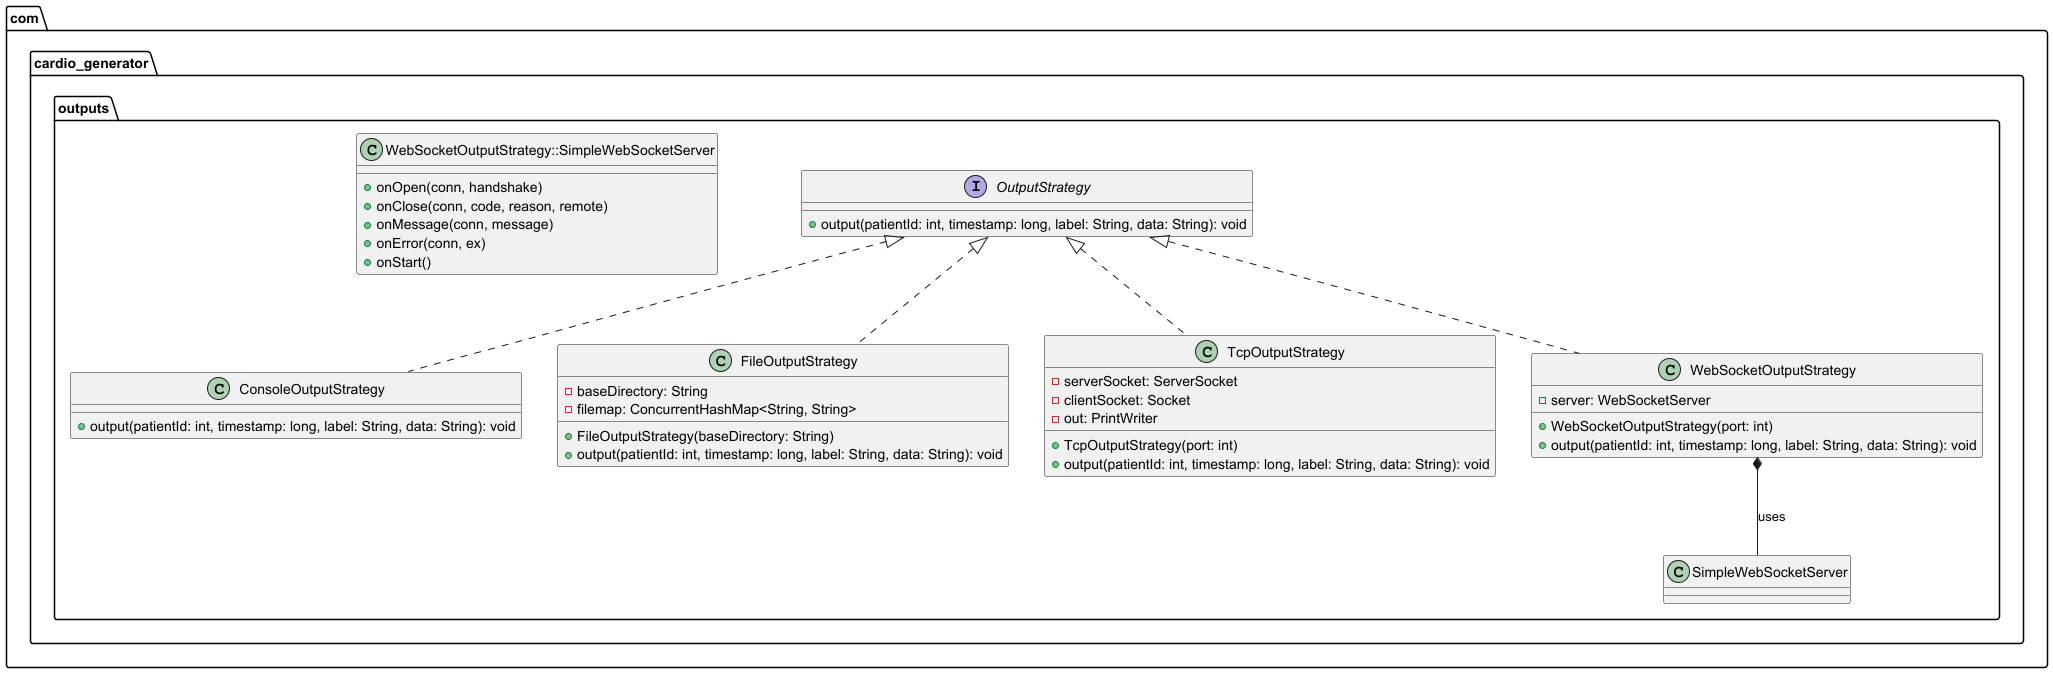 com
cardio_generator
outputs
C WebSocketOutputStrategy::SimpleWebSocketServer
onOpen(conn, handshake)
onClose(conn, code, reason, remote)
onMessage(conn, message)
onError(conn, ex)
onStart()
I OutputStrategy
output(patientId: int, timestamp: long, label: String, data: String): void
C ConsoleOutputStrategy
output(patientId: int, timestamp: long, label: String, data: String): void
C FileOutputStrategy
baseDirectory: String
filemap: ConcurrentHashMap<String, String>
FileOutputStrategy(baseDirectory: String)
output(patientId: int, timestamp: long, label: String, data: String): void
C TcpOutputStrategy
serverSocket: ServerSocket
clientSocket: Socket
out: PrintWriter
TcpOutputStrategy(port: int)
output(patientId: int, timestamp: long, label: String, data: String): void
C WebSocketOutputStrategy
server: WebSocketServer
WebSocketOutputStrategy(port: int)
output(patientId: int, timestamp: long, label: String, data: String): void
uses
C SimpleWebSocketServer